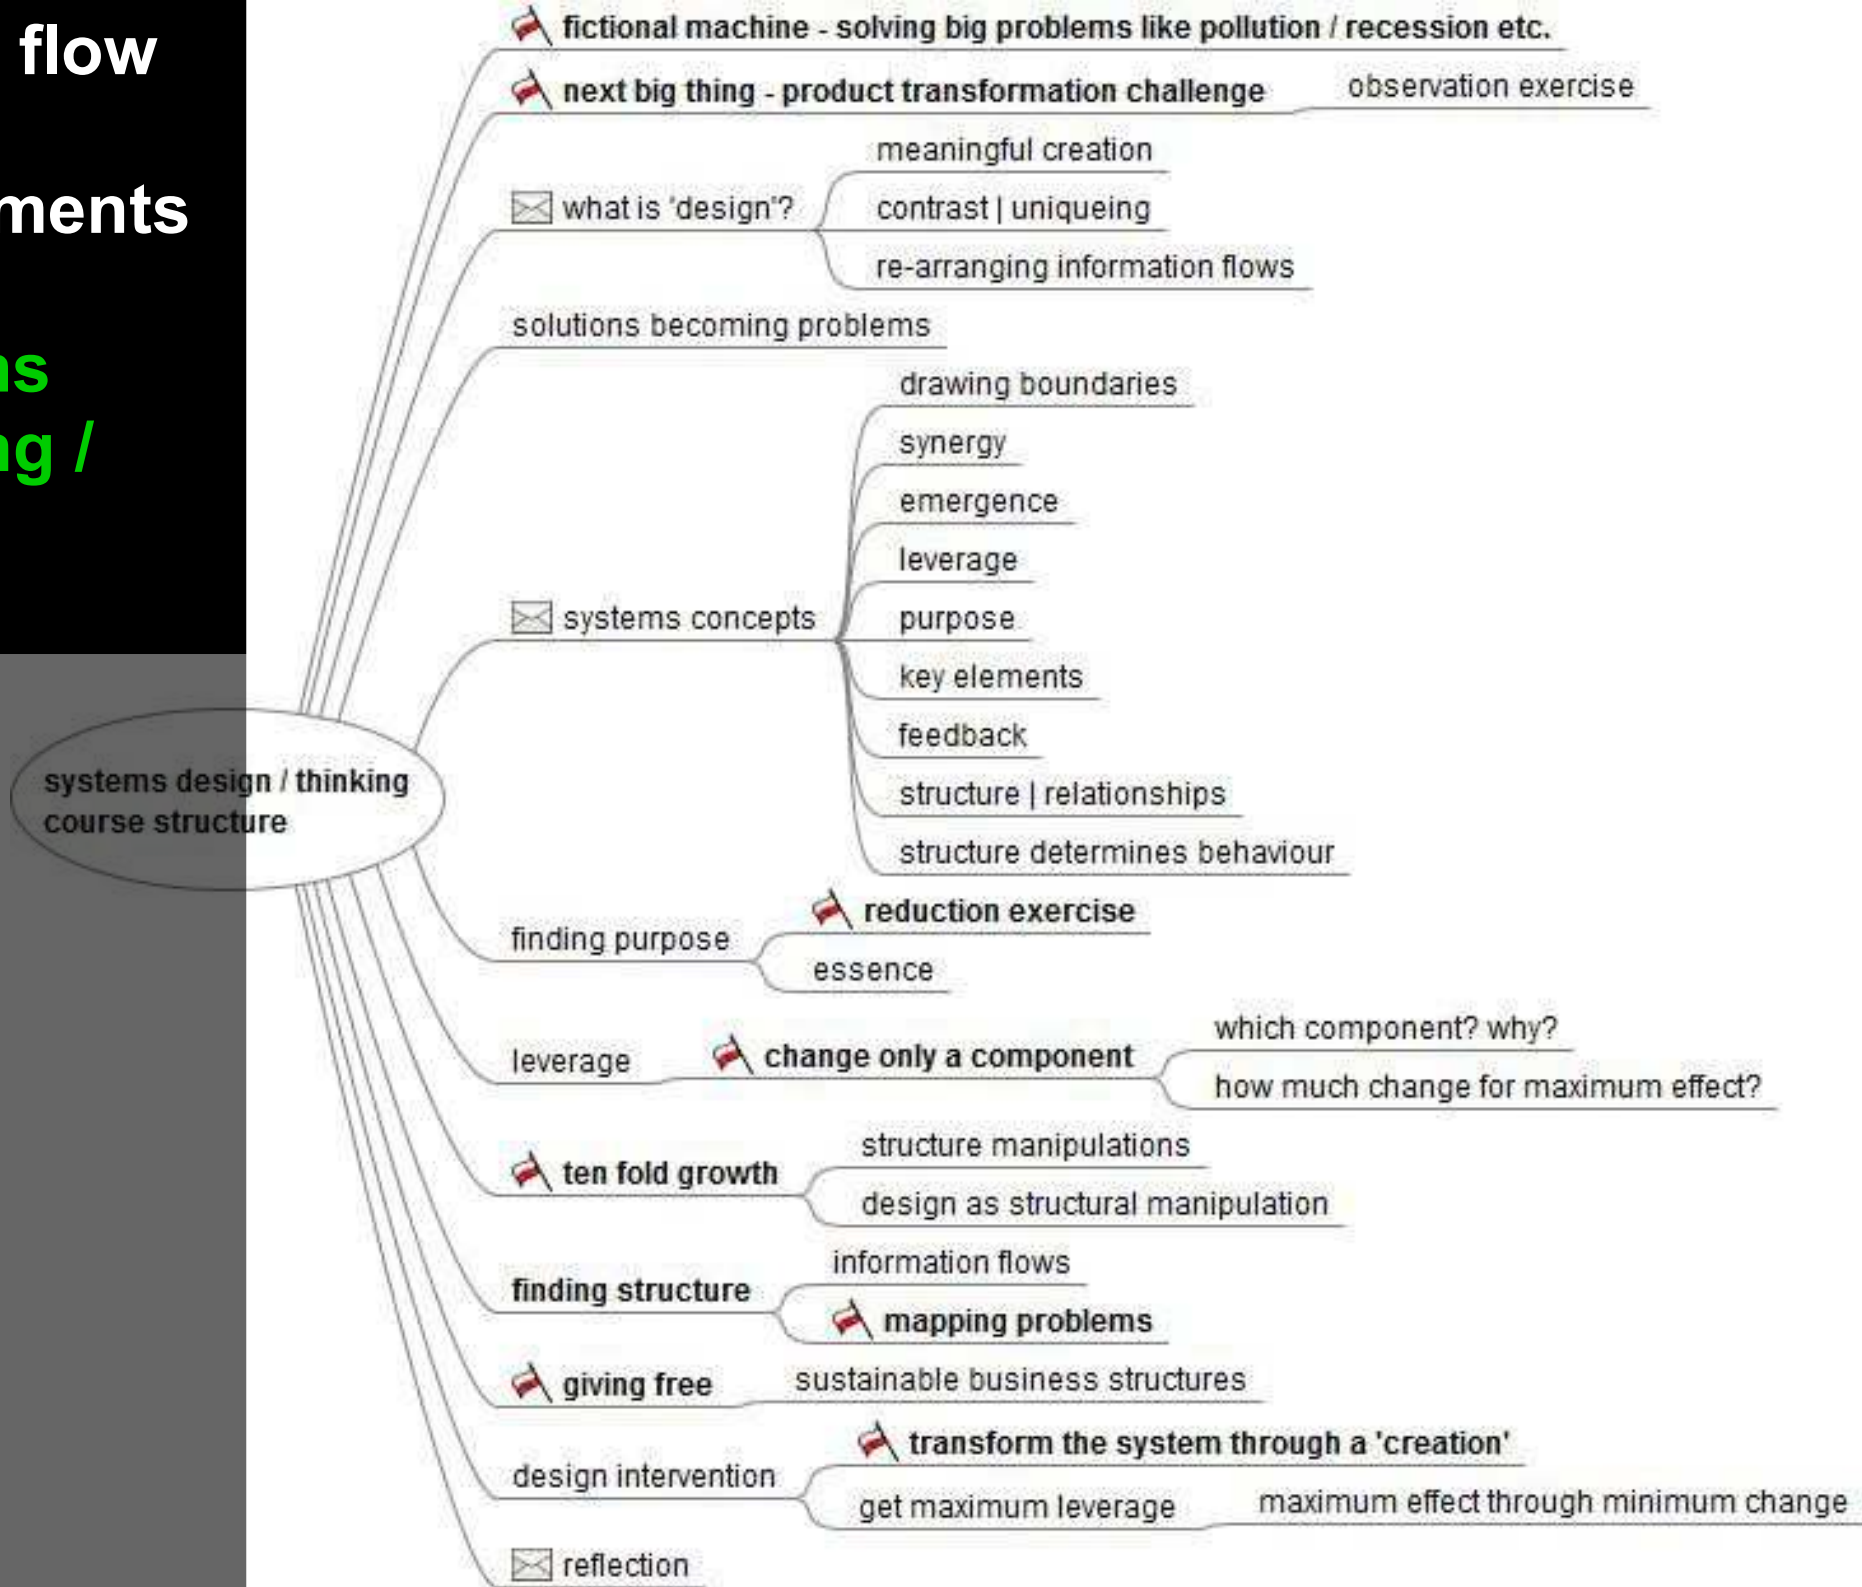 flow
ments
ns
ng /
systems design / thinking
course structure
fictional machine - solving big problems like pollution / recession etc.
next big thing - product transformation challenge
observation exercise
what is 'design'?
meaningful creation
contrast | uniqueing
re-arranging information flows
solutions becoming problems
systems concepts
drawing boundaries
synergy
emergence
leverage
purpose
key elements
feedback
structure | relationships
structure determines behaviour
finding purpose
reduction exercise
essence
leverage
change only a component
which component? why?
how much change for maximum effect?
ten fold growth
structure manipulations
design as structural manipulation
finding structure
information flows
mapping problems
giving free
sustainable business structures
design intervention
transform the system through a 'creation'
get maximum leverage
maximum effect through minimum change
reflection